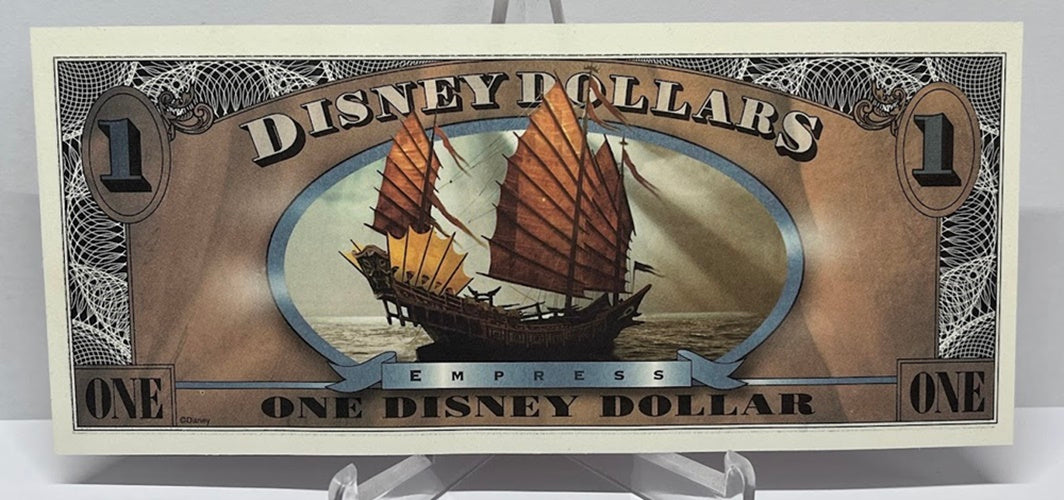 DISNEY DOLLARS
1
1
EMPRESS
ONE
ONE
ONE DISNEY DOLLAR
©Disney